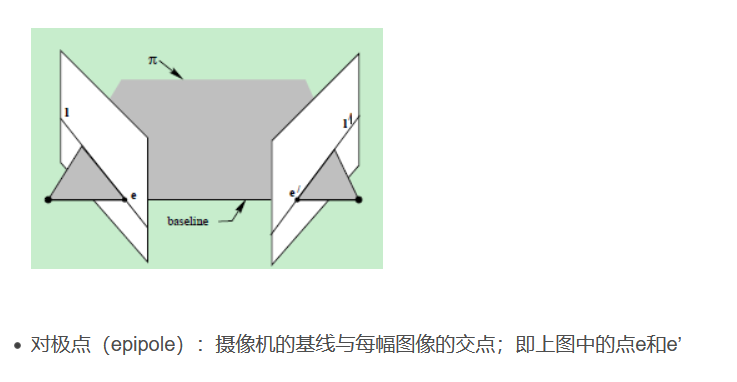 π
l
l'
e
e'
baseline
对极点（epipole）：摄像机的基线与每幅图像的交点；即上图中的点e和e’